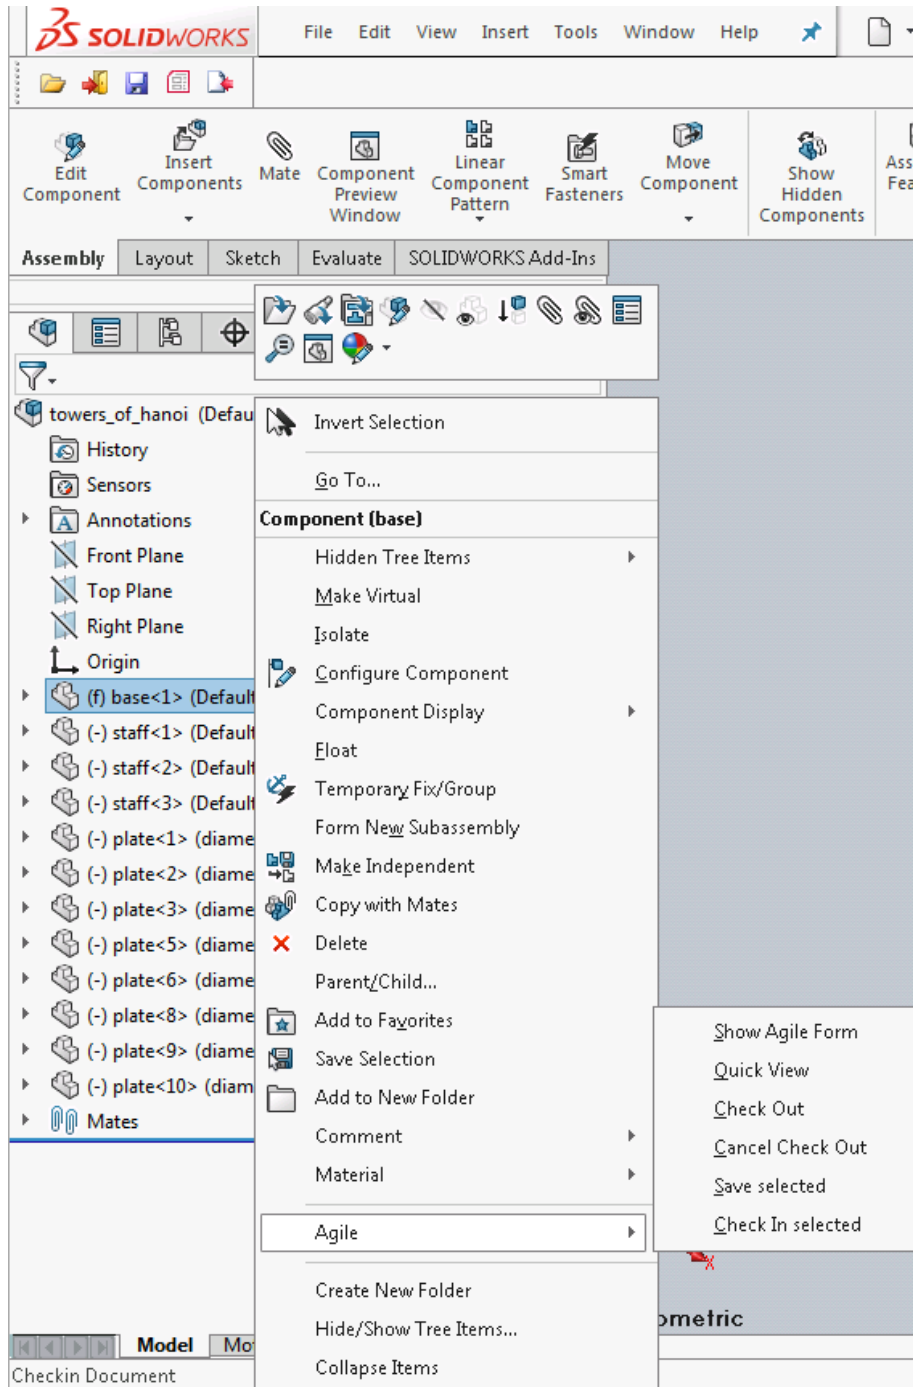 SOLIDWORKS
File Edit View Insert Tools Window Help
Edit Component
Insert Components
Mate
Component Preview Window
Linear Component Pattern
Smart Fasteners
Move Component
Show Hidden Components
Assembly Layout Sketch Evaluate SOLIDWORKS Add-Ins
towers_of_hanoi (Defau
History
Sensors
Annotations
Front Plane
Top Plane
Right Plane
Origin
(f) base<1> (Default
(-) staff<1> (Default
(-) staff<2> (Default
(-) staff<3> (Default
(-) plate<1> (diame
(-) plate<2> (diame
(-) plate<3> (diame
(-) plate<5> (diame
(-) plate<6> (diame
(-) plate<8> (diame
(-) plate<9> (diame
(-) plate<10> (diam
Mates
Invert Selection
Go To...
Component (base)
Hidden Tree Items
Make Virtual
Isolate
Configure Component
Component Display
Float
Temporary Fix/Group
Form New Subassembly
Make Independent
Copy with Mates
Delete
Parent/Child...
Add to Favorites
Save Selection
Add to New Folder
Comment
Material
Agile
Create New Folder
Hide/Show Tree Items...
Collapse Items
Show Agile Form
Quick View
Check Out
Cancel Check Out
Save selected
Check In selected
X
ometric
Model Mo
Checkin Document